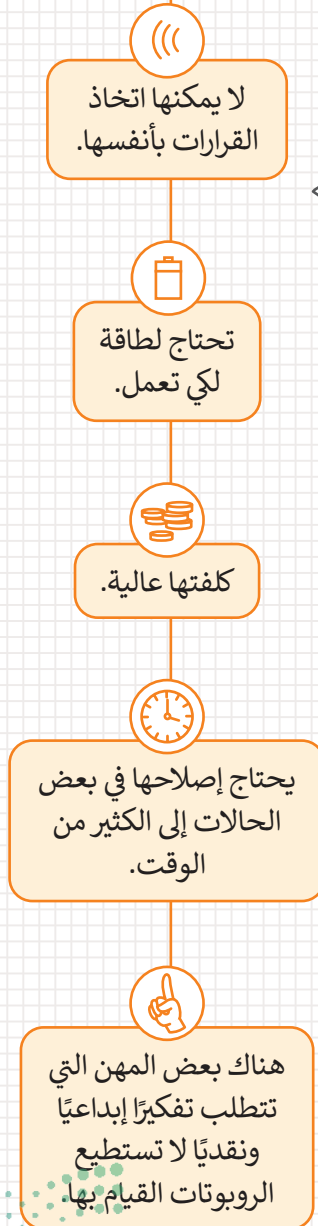 لا يمكنها اتخاذ
القرارات بأنفسها.
تحتاج لطاقة
لكي تعمل.
كلفتها عالية.
يحتاج إصلاحها في بعض
الحالات إلى الكثير من
الوقت.
هناك بعض المهن التي
تتطلب تفكيرًا إبداعيًا
ونقديًا لا تستطيع
الروبوتات القيام بها.